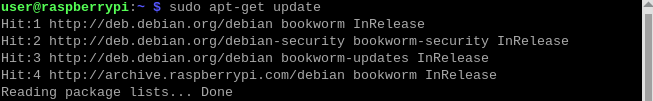 user@raspberrypi:~ $ sudo apt-get update
Hit:1 http://deb.debian.org/debian bookworm InRelease
Hit:2 http://deb.debian.org/debian-security bookworm-security InRelease
Hit:3 http://deb.debian.org/debian bookworm-updates InRelease
Hit:4 http://archive.raspberrypi.com/debian bookworm InRelease
Reading package lists... Done